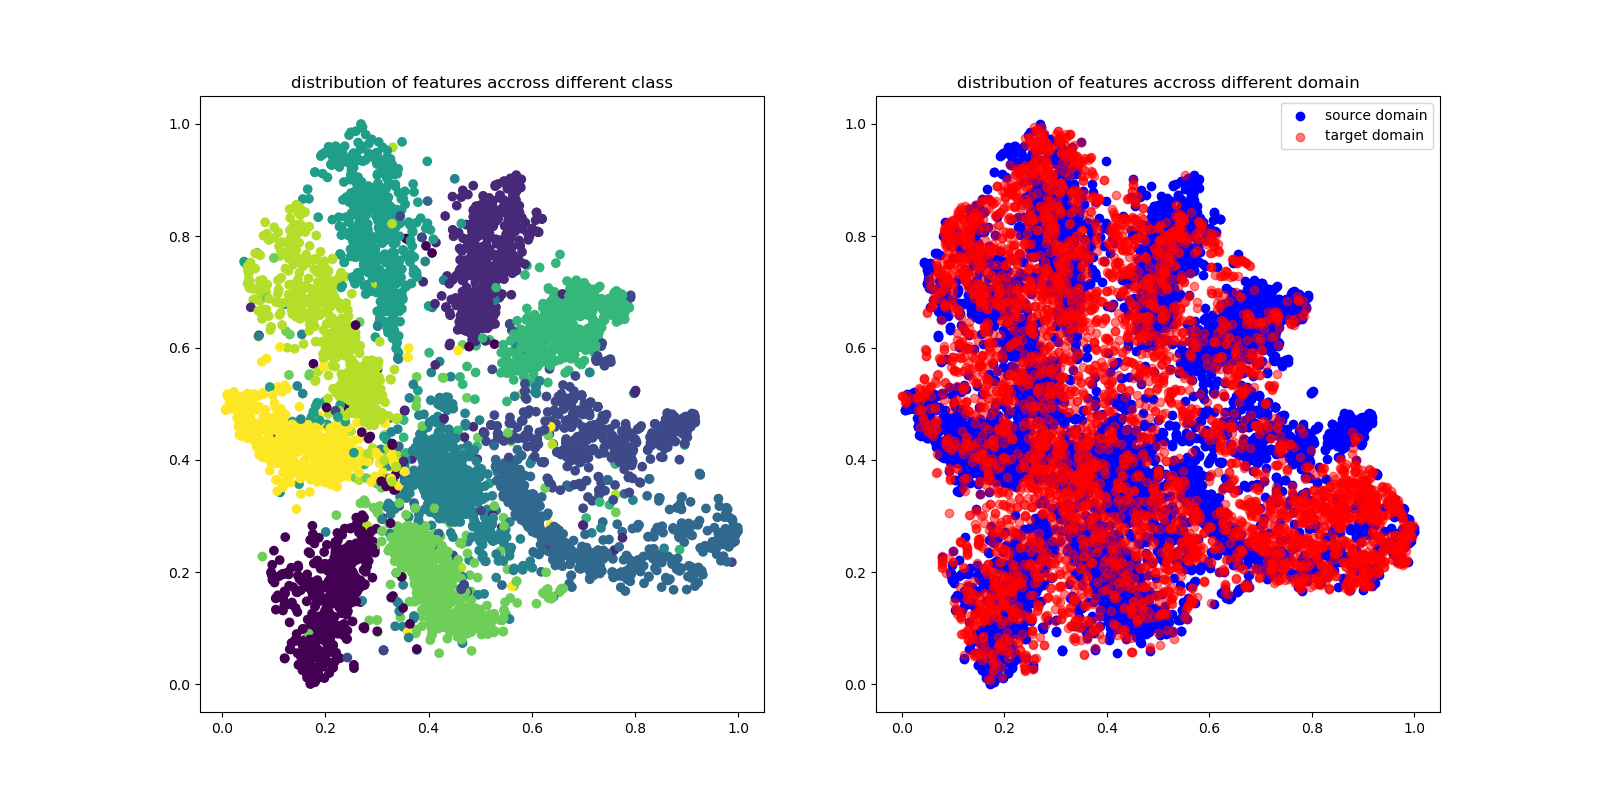 distribution of features accross different class
1.0
0.8
0.6
0.4
0.2
0.0
0.0 0.2 0.4 0.6 0.8 1.0
distribution of features accross different domain
source domain
target domain
1.0
0.8
0.6
0.4
0.2
0.0
0.0 0.2 0.4 0.6 0.8 1.0